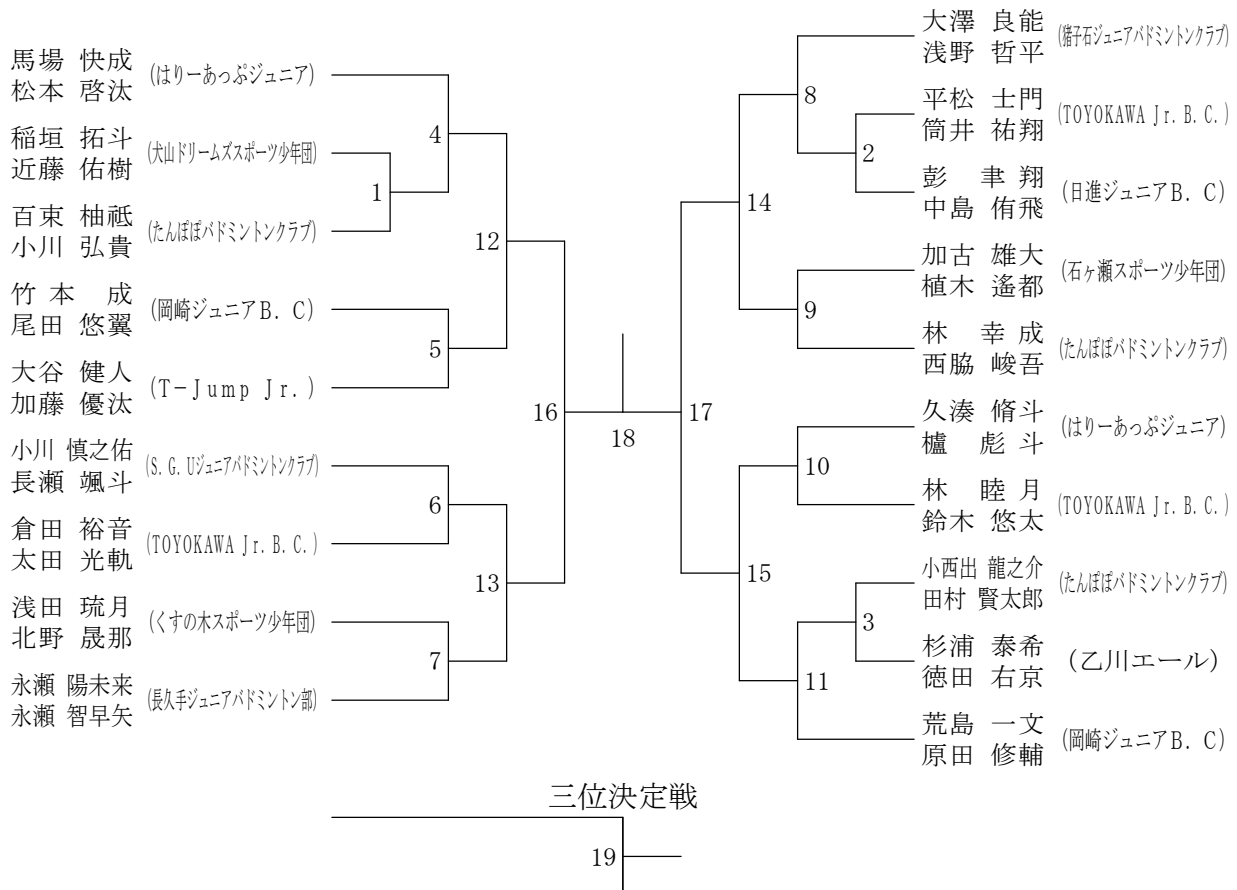 馬場 快成
松本 啓汰
(はりーあっぷジュニア)
稲垣 拓斗
近藤 佑樹
(犬山ドリームズスポーツ少年団)
百束 柚祗
小川 弘貴
(たんぽぽバドミントンクラブ)
竹本 成
尾田 悠翼
(岡崎ジュニアB.C)
大谷 健人
加藤 優汰
(T-Jump Jr.)
小川 慎之佑
長瀬 颯斗
(S.G.Uジュニアバドミントンクラブ)
倉田 裕音
太田 光軌
(TOYOKAWA Jr.B.C.)
浅田 琉月
北野 晟那
(くすの木スポーツ少年団)
永瀬 陽未来
永瀬 智早矢
(長久手ジュニアバドミントン部)
4
1
12
5
16
6
13
7
18
大澤 良能
浅野 哲平
(猪子石ジュニアバドミントンクラブ)
平松 士門
筒井 祐翔
(TOYOKAWA Jr.B.C.)
彭 聿翔
中島 侑飛
(日進ジュニアB.C)
加古 雄大
植木 遙都
(石ヶ瀬スポーツ少年団)
林 幸成
西脇 峻吾
(たんぽぽバドミントンクラブ)
久湊 脩斗
櫨 彪斗
(はりーあっぷジュニア)
林 睦月
鈴木 悠太
(TOYOKAWA Jr.B.C.)
小西出 龍之介
田村 賢太郎
(たんぽぽバドミントンクラブ)
杉浦 泰希
徳田 右京
(乙川エール)
荒島 一文
原田 修輔
(岡崎ジュニアB.C)
8
2
14
9
17
10
15
3
11
三位決定戦
19